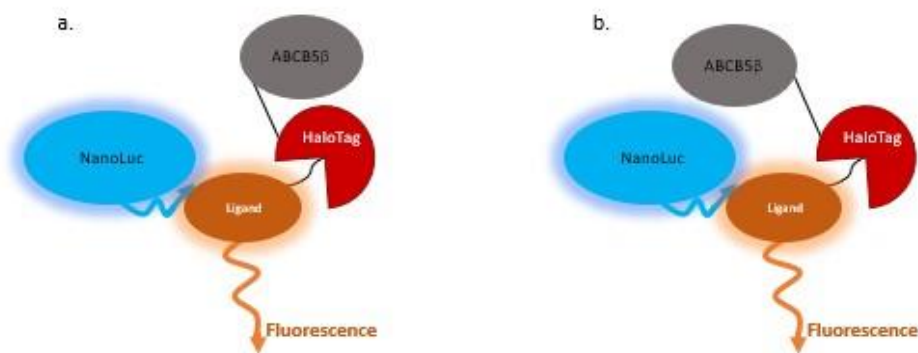 a.
ABCB5β
HaloTag
NanoLuc
Ligand
Fluorescence
b.
ABCB5β
HaloTag
NanoLuc
Ligand
Fluorescence